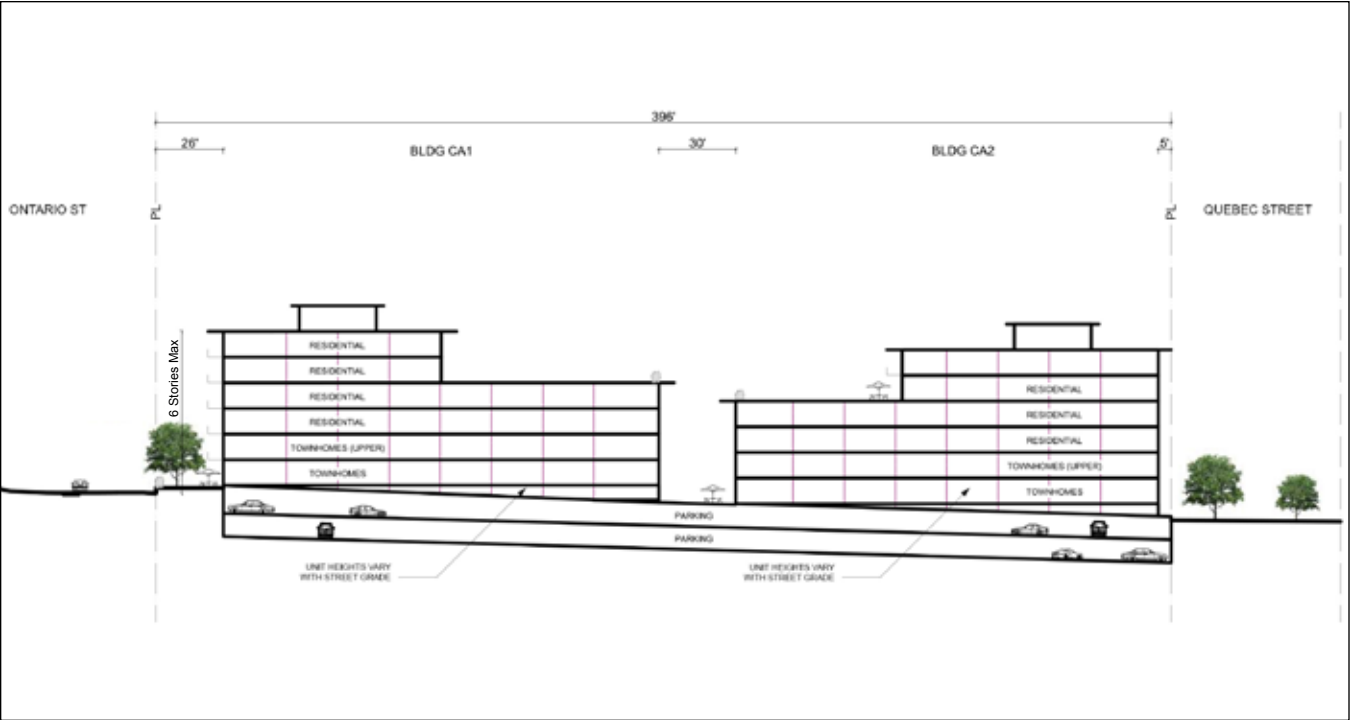 396'
26'
BLDG CA1
30'
BLDG CA2
5'
ONTARIO ST
PL
PL
QUEBEC STREET
6 Stories Max
RESIDENTIAL
RESIDENTIAL
RESIDENTIAL
RESIDENTIAL
TOWNHOMES (UPPER)
TOWNHOMES
RESIDENTIAL
RESIDENTIAL
RESIDENTIAL
TOWNHOMES (UPPER)
TOWNHOMES
PARKING
PARKING
UNIT HEIGHTS VARY
WITH STREET GRADE
UNIT HEIGHTS VARY
WITH STREET GRADE